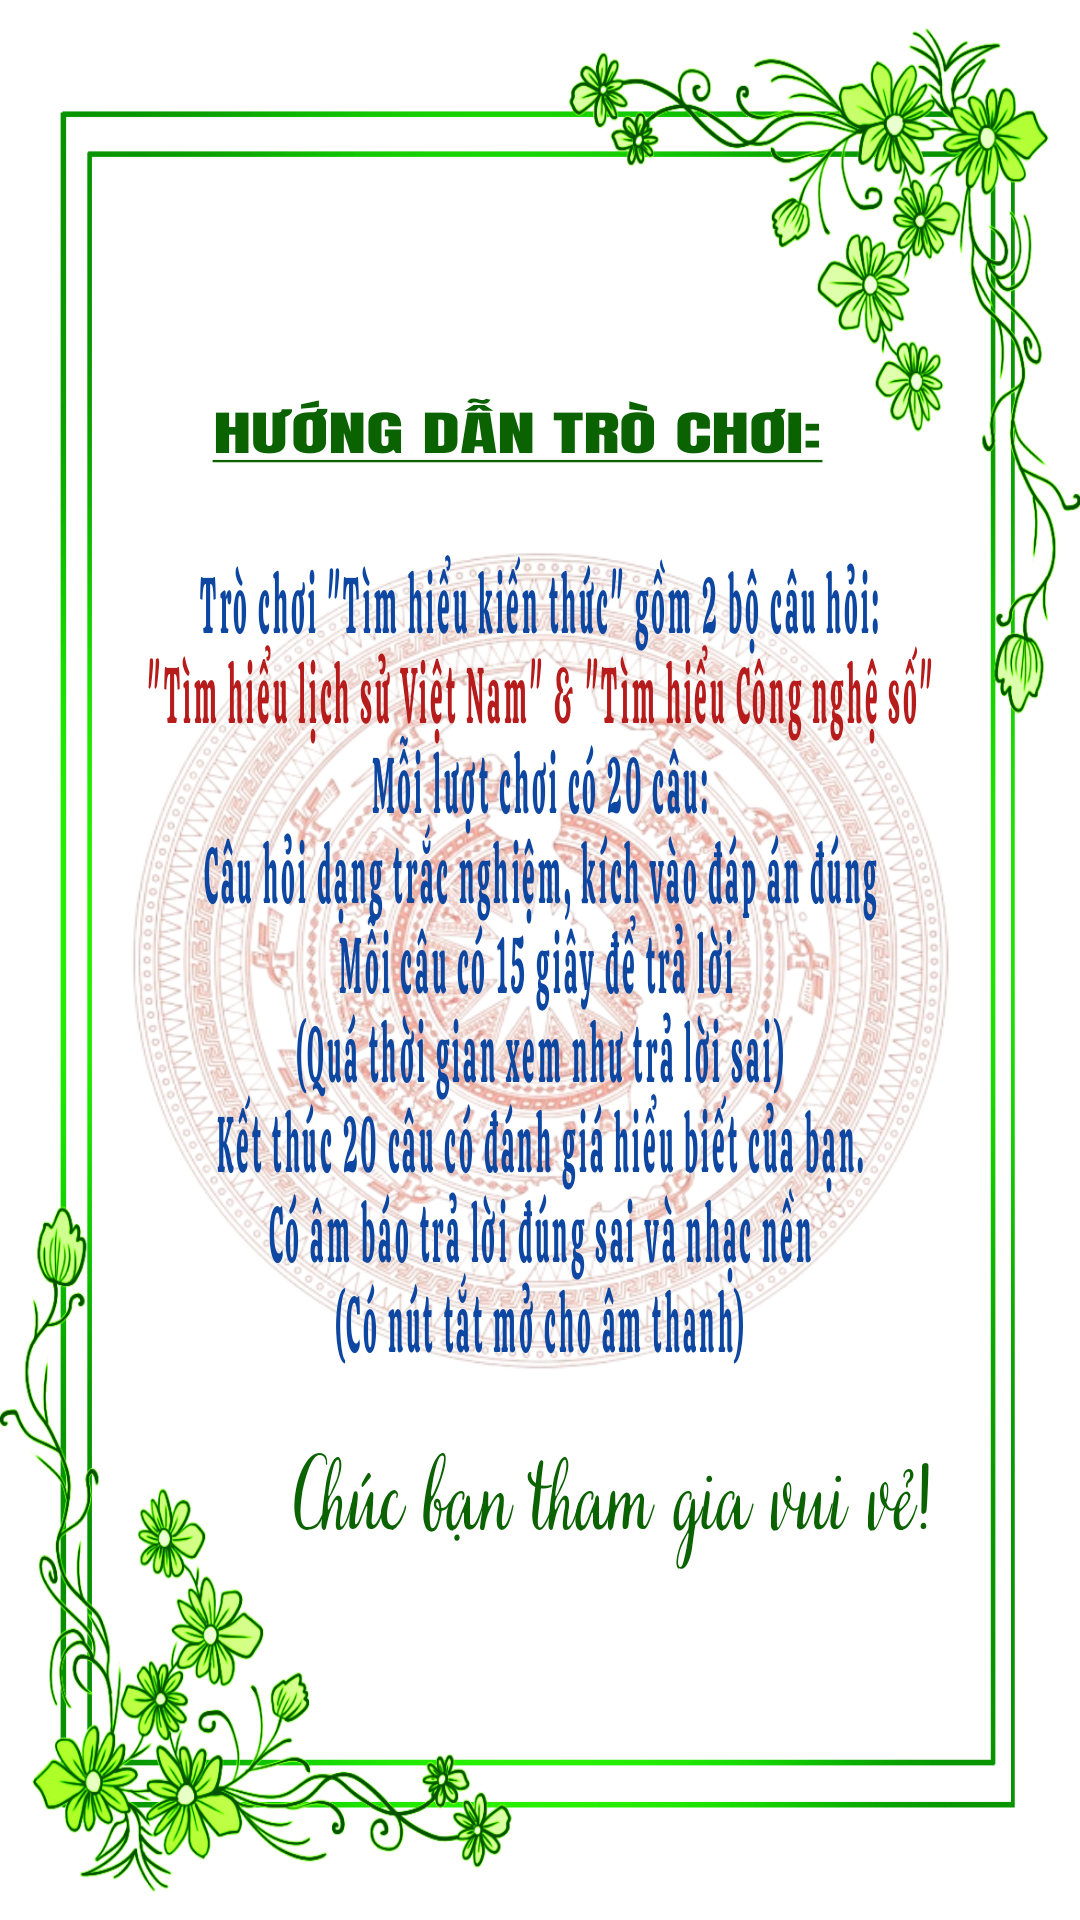 HƯỚNG DẪN TRÒ CHƠI:
Trò chơi "Tìm hiểu kiến thức" gồm 2 bộ câu hỏi:
"Tìm hiểu lịch sử Việt Nam" & "Tìm hiểu Công nghệ số"
Mỗi lượt chơi có 20 câu:
Câu hỏi dạng trắc nghiệm, kích vào đáp án đúng
Mỗi câu có 15 giây để trả lời
(Quá thời gian xem như trả lời sai)
Kết thúc 20 câu có đánh giá hiểu biết của bạn.
Có âm báo trả lời đúng sai và nhạc nền
(Có nút tắt mở cho âm thanh)
Chúc bạn tham gia vui vẻ!